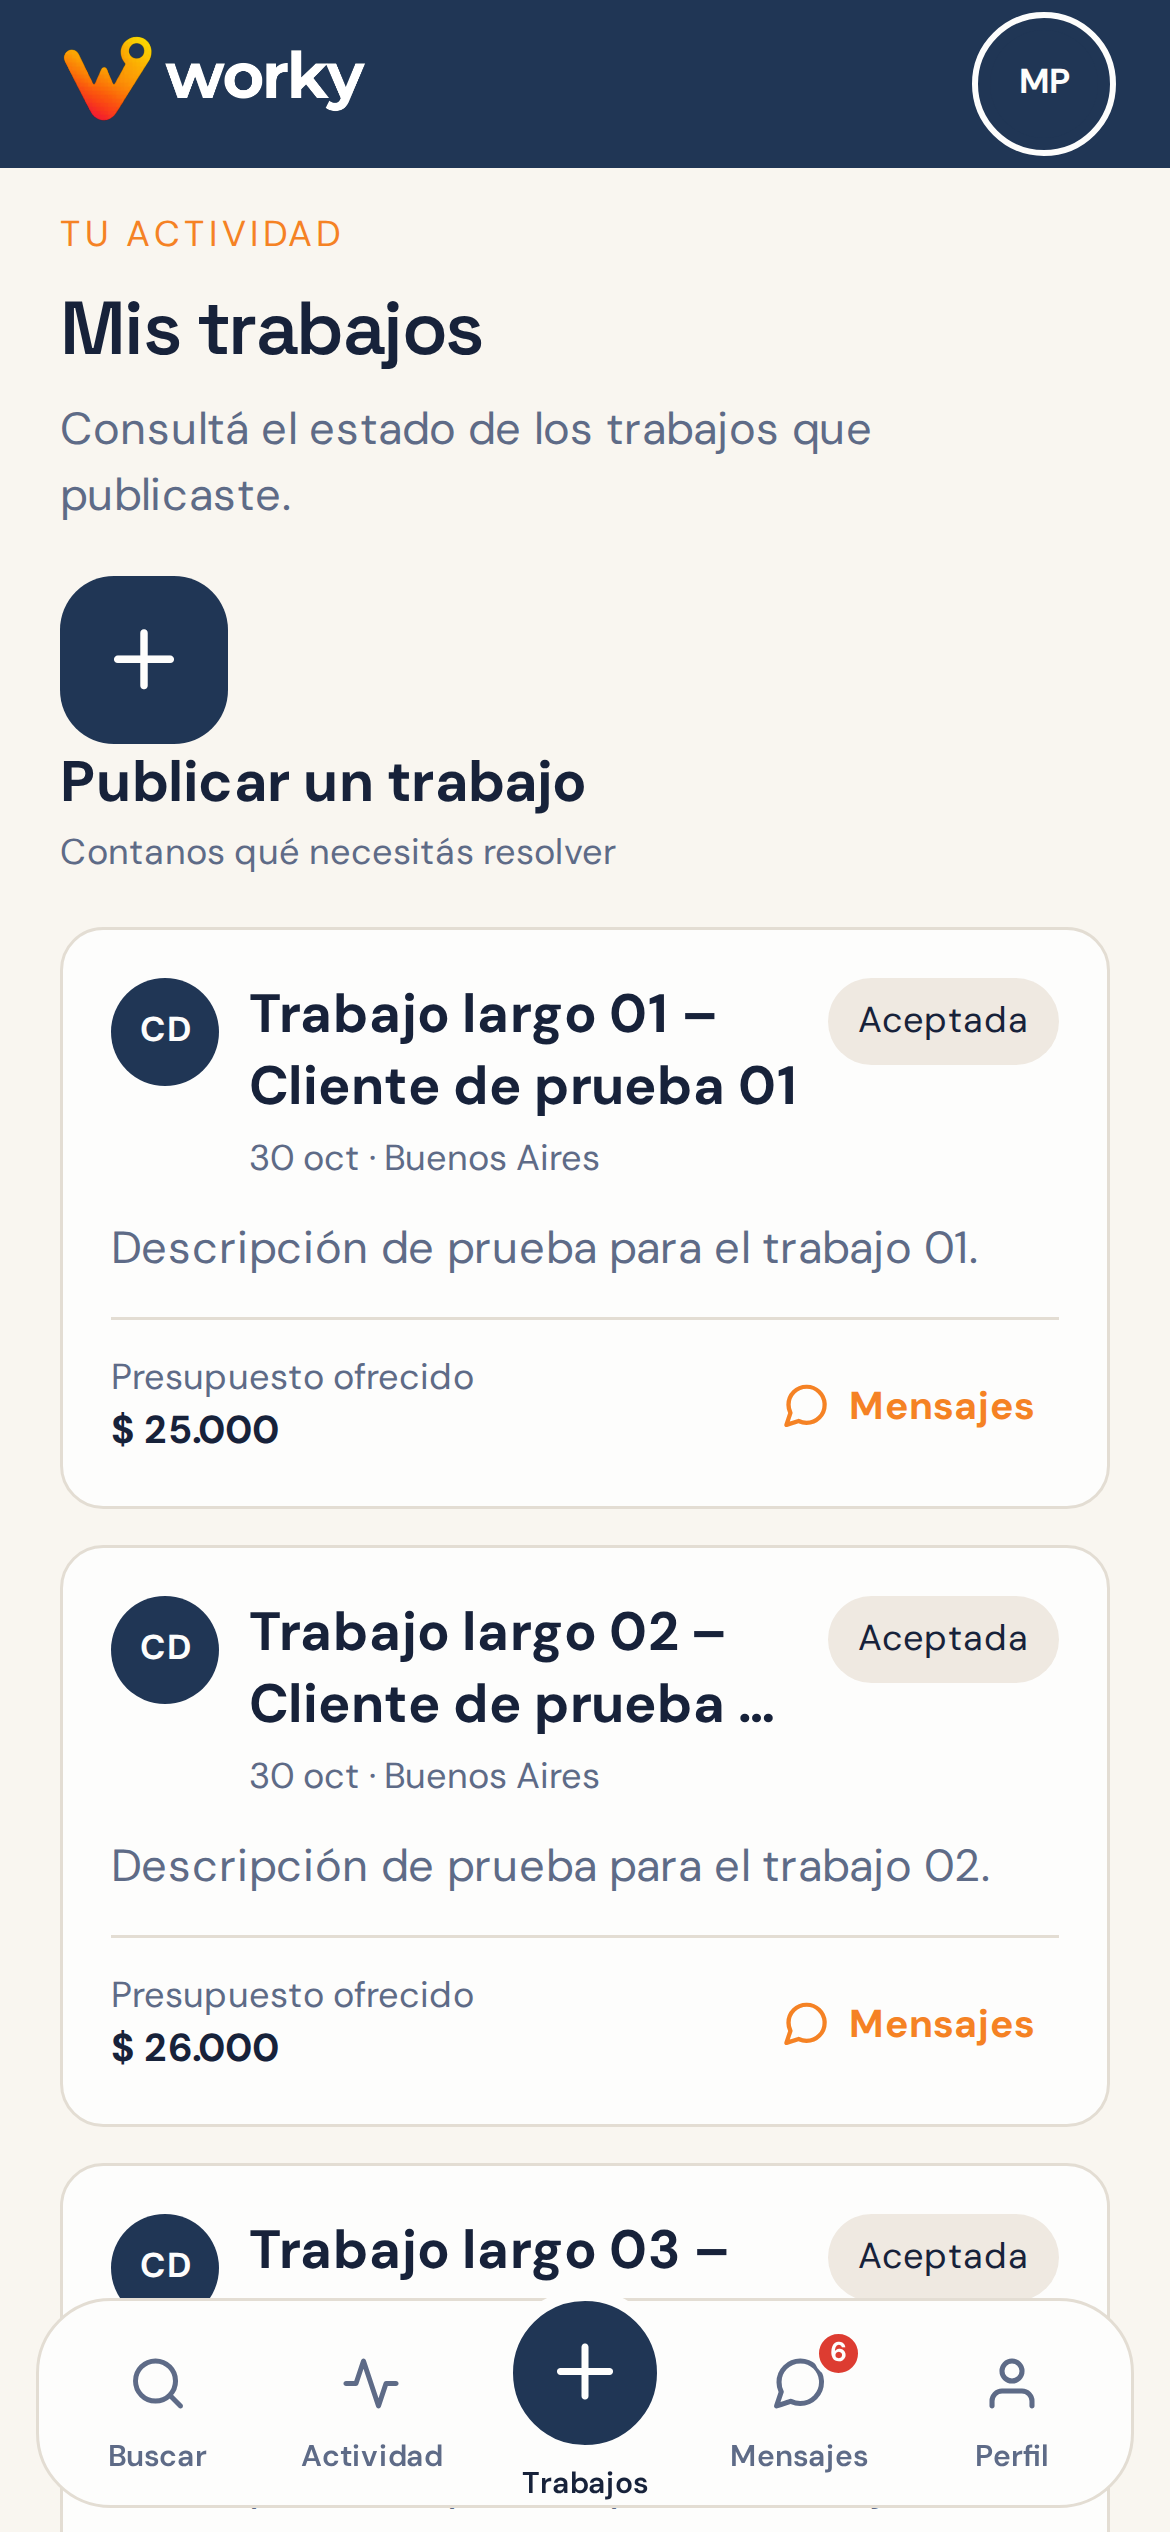 worky
MP
TU ACTIVIDAD
Mis trabajos
Consultá el estado de los trabajos que
publicaste.
Publicar un trabajo
Contanos qué necesitás resolver
CD
Trabajo largo 01 –
Cliente de prueba 01
Aceptada
30 oct · Buenos Aires
Descripción de prueba para el trabajo 01.
Presupuesto ofrecido
$ 25.000
Mensajes
CD
Trabajo largo 02 –
Cliente de prueba ...
Aceptada
30 oct · Buenos Aires
Descripción de prueba para el trabajo 02.
Presupuesto ofrecido
$ 26.000
Mensajes
CD
Trabajo largo 03 –
Aceptada
Buscar
Actividad
Trabajos
6
Mensajes
Perfil